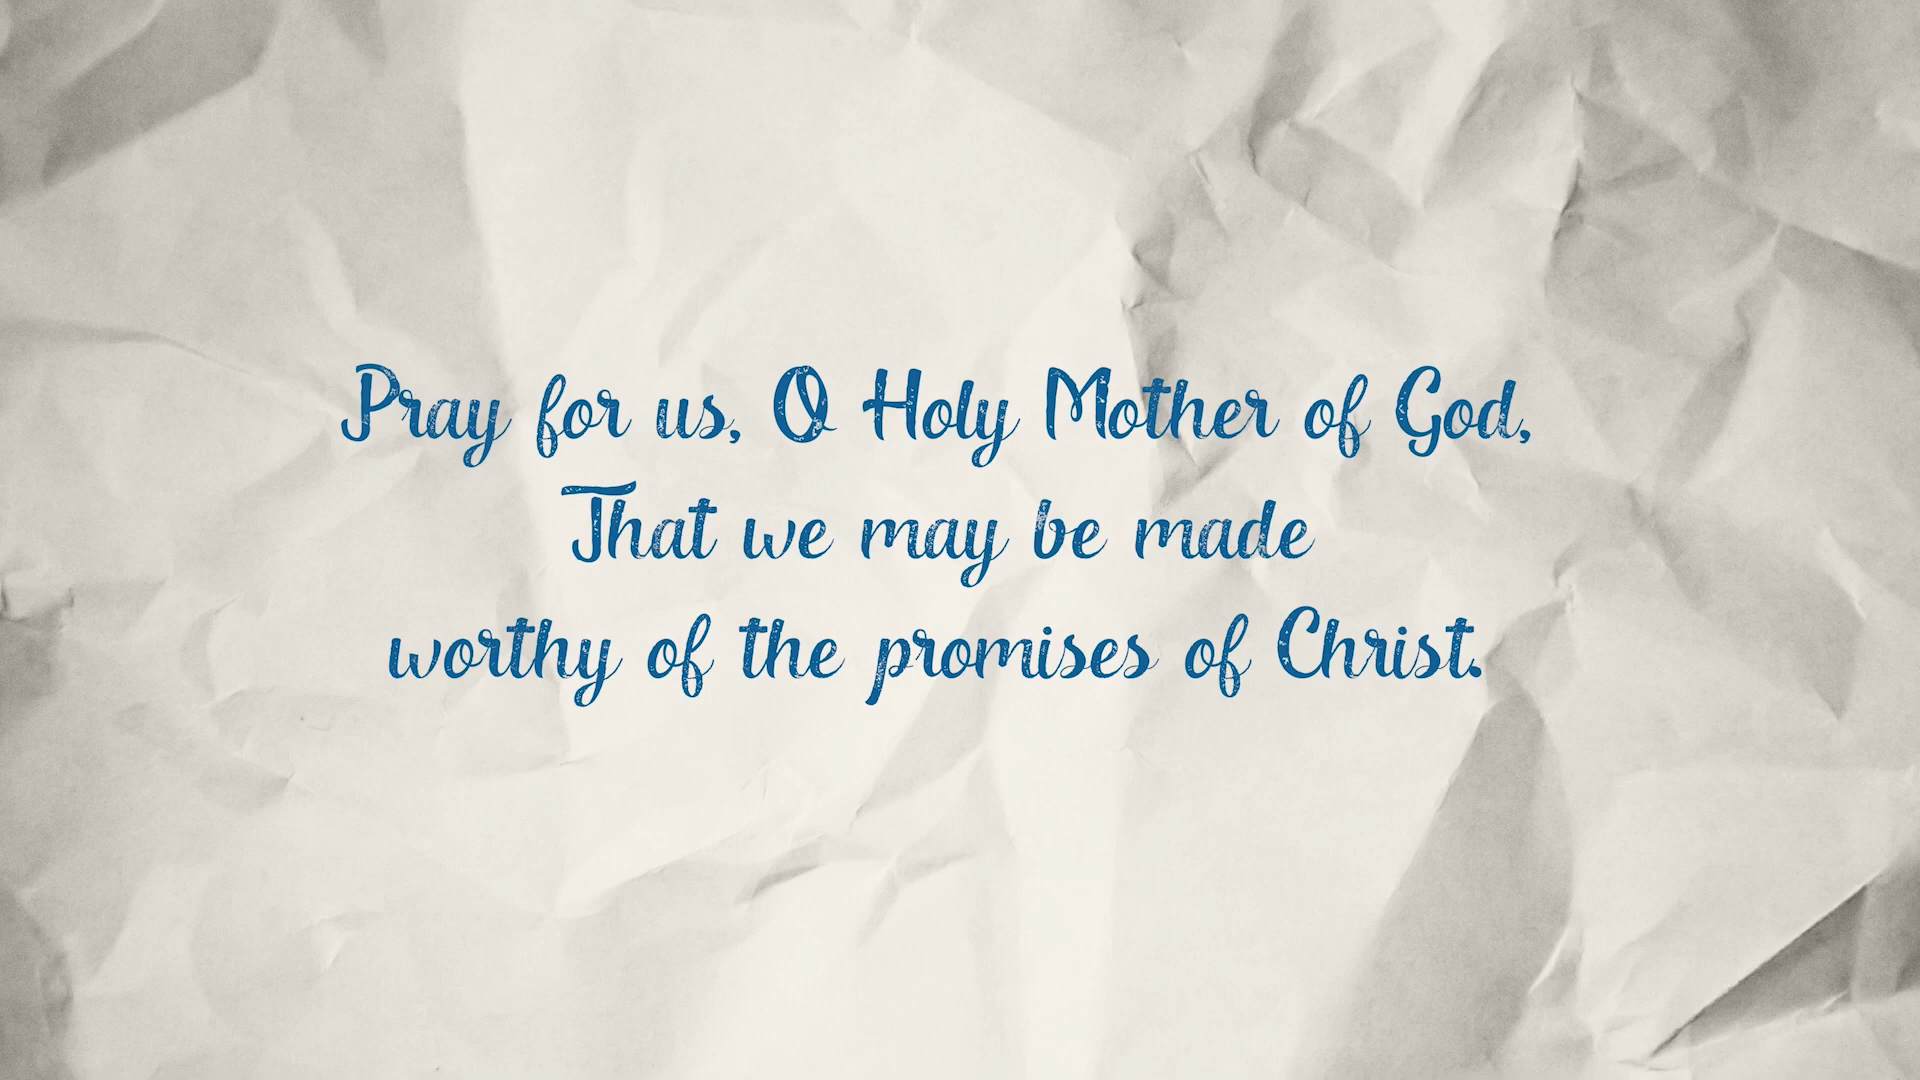 Pray for us, O Holy Mother of God,
That we may be made
worthy of the promises of Christ.